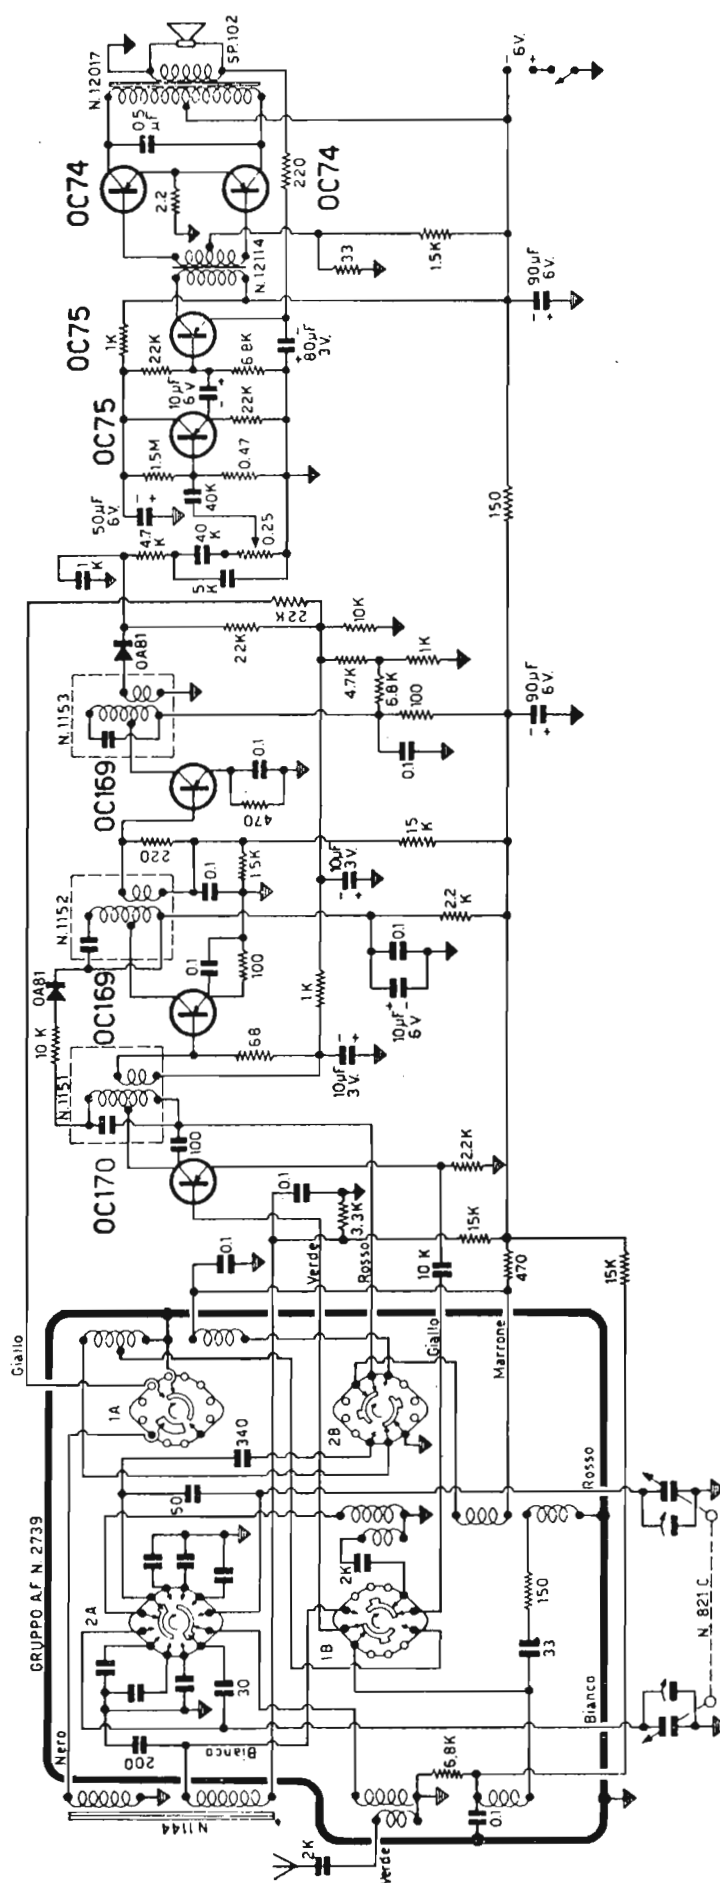 SP.102
N.12017
0.5
µF
OC74
OC74
2.2
220
- 6V.
+
N.12114
33
1.5K
OC75
1K
22K
6.8K
+ 80µF -
3V.
10µF
6V
- +
90µF
6V.
- +
OC75
1.5M
22K
0.47
40K
50µF
6V.
- +
4.7
K
40
K
0.25
1
K
5
K
150
22K
22K
10K
OA81
4.7K
6.8K
1K
100
0.1
90µF
6V.
- +
N.1153
OC169
0.1
470
220
0.1
15K
15
K
10µF
3V.
- +
N.1152
OA81
10 K
OC169
0.1
100
2.2
K
1K
0.1
10µF
6V
+ -
68
10µF
3V.
- +
N.1151
OC170
100
0.1
2.2K
3.3K
15K
Verde
Rosso
0.1
10 K
470
15K
Giallo
Giallo
Marrone
1A
2B
340
50
Rosso
GRUPPO A.F. N. 2739
2A
2K
1B
150
33
30
N. 821 C
Nero
Bianco
Bianco
200
6.8K
0.1
N.1144
2K
Verde